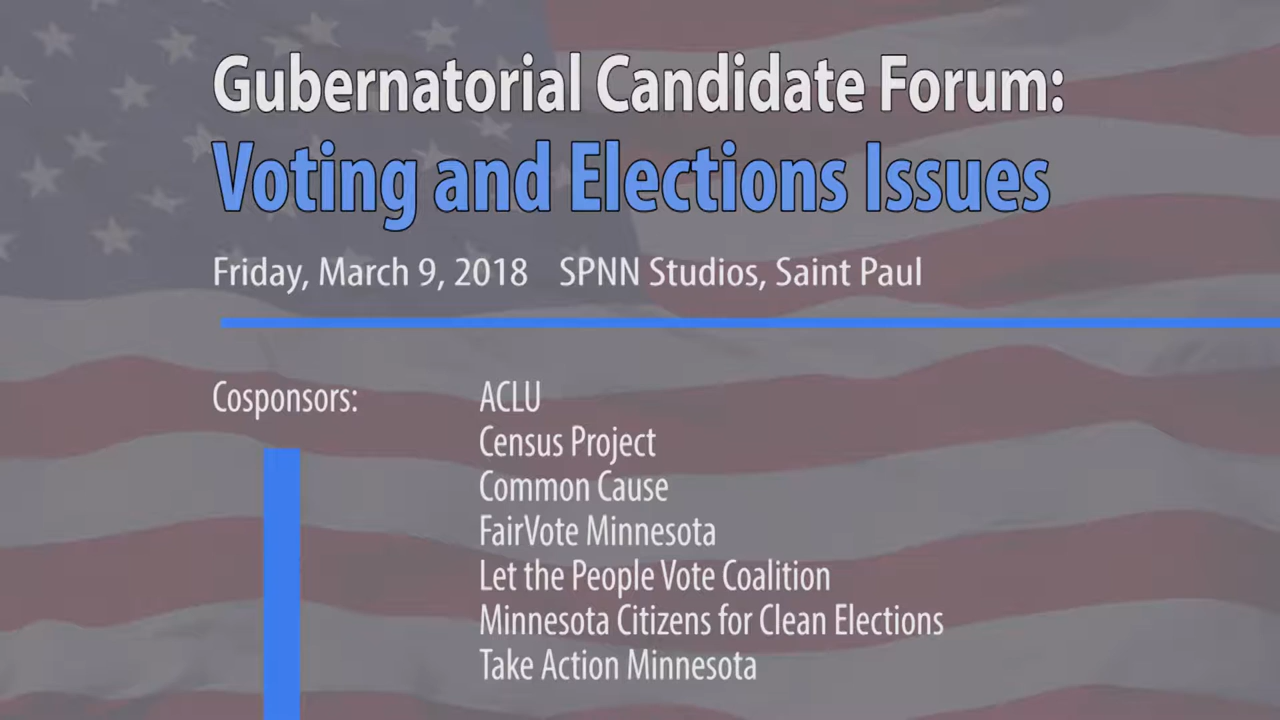 Gubernatorial Candidate Forum:
Voting and Elections Issues
Friday, March 9, 2018 SPNN Studios, Saint Paul
Cosponsors: ACLU
Census Project
Common Cause
FairVote Minnesota
Let the People Vote Coalition
Minnesota Citizens for Clean Elections
Take Action Minnesota